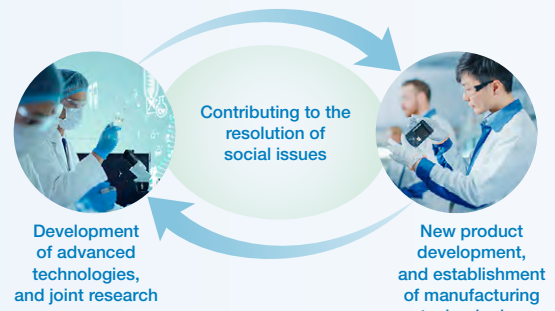 Contributing to the
resolution of
social issues
Development
of advanced
technologies,
and joint research
New product
development,
and establishment
of manufacturing